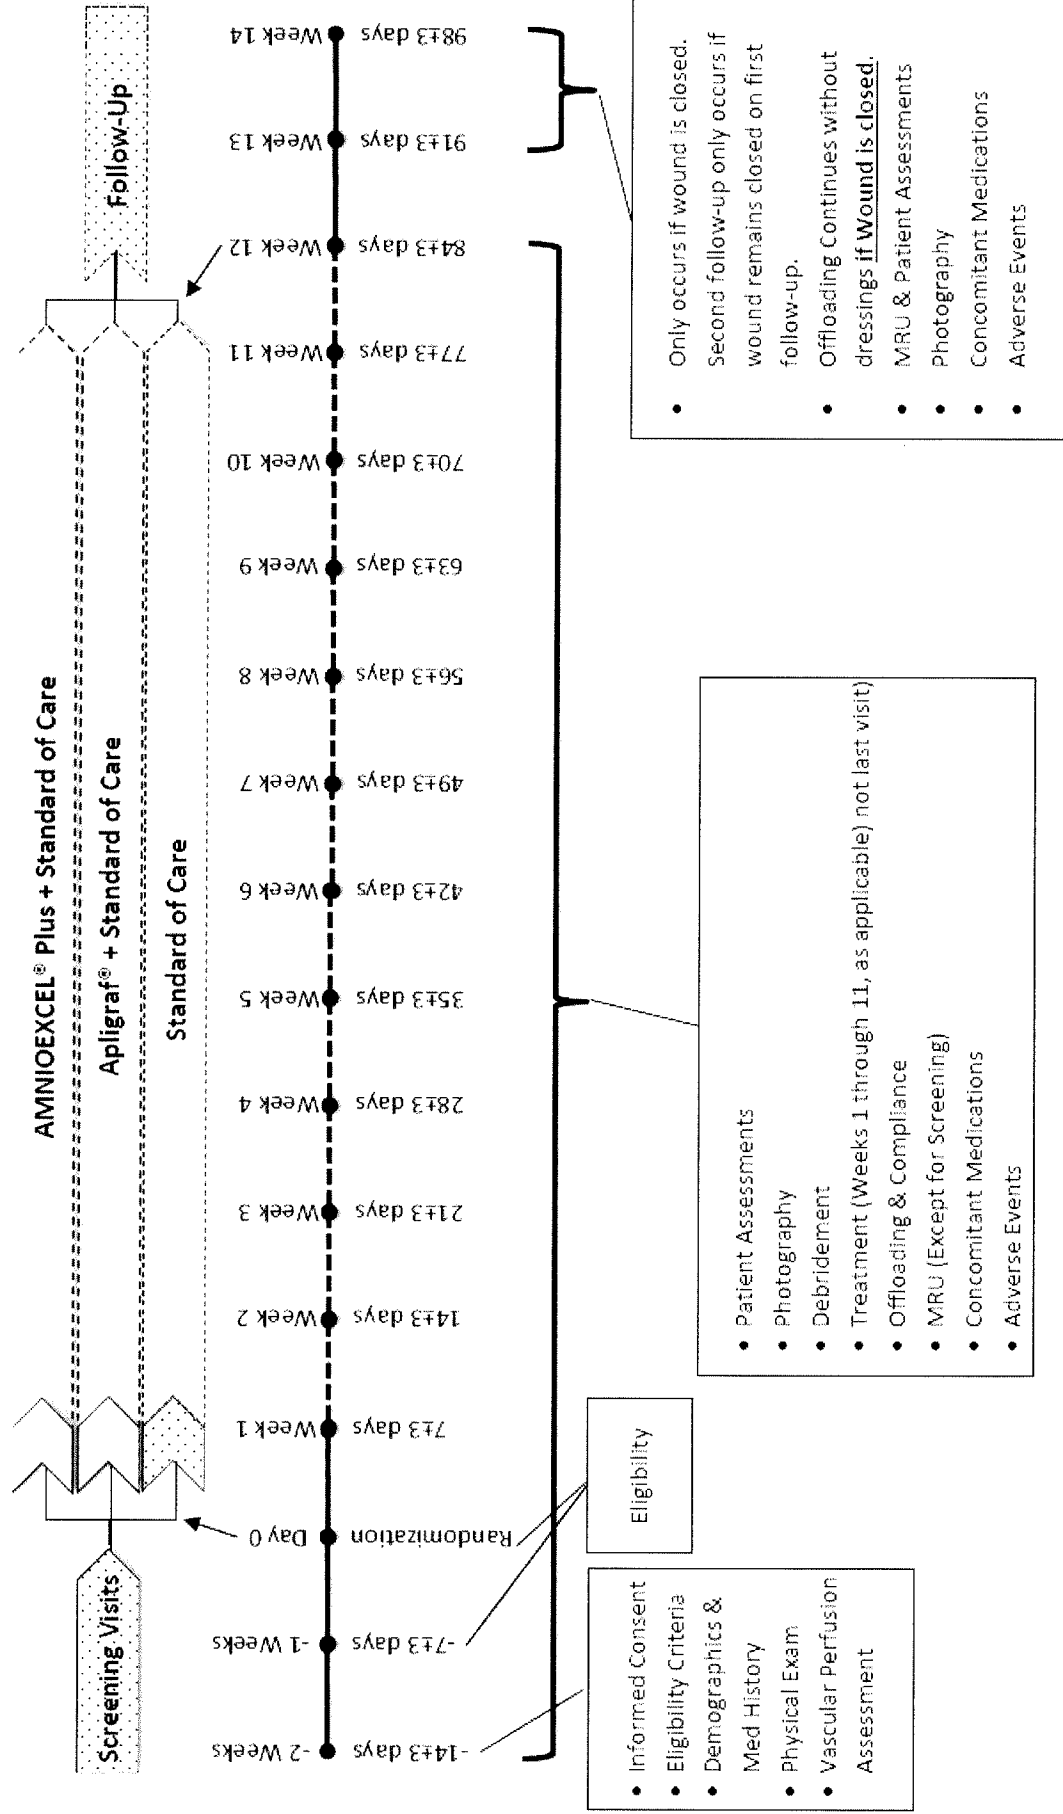 AMNIOEXCEL® Plus + Standard of Care
Apligraf® + Standard of Care
Standard of Care
Screening Visits
Follow-Up
-2 Weeks
-1 Weeks
Day 0
Week 1
Week 2
Week 3
Week 4
Week 5
Week 6
Week 7
Week 8
Week 9
Week 10
Week 11
Week 12
Week 13
Week 14
-14±3 days
-7±3 days
Randomization
7±3 days
14±3 days
21±3 days
28±3 days
35±3 days
42±3 days
49±3 days
56±3 days
63±3 days
70±3 days
77±3 days
84±3 days
91±3 days
98±3 days
• Informed Consent
• Eligibility Criteria
• Demographics &
Med History
• Physical Exam
• Vascular Perfusion
Assessment
Eligibility
• Patient Assessments
• Photography
• Debridement
• Treatment (Weeks 1 through 11, as applicable) not last visit)
• Offloading & Compliance
• MRU (Except for Screening)
• Concomitant Medications
• Adverse Events
• Only occurs if wound is closed.
Second follow-up only occurs if
wound remains closed on first
follow-up.
• Offloading Continues without
dressings if Wound is closed.
• MRU & Patient Assessments
• Photography
• Concomitant Medications
• Adverse Events